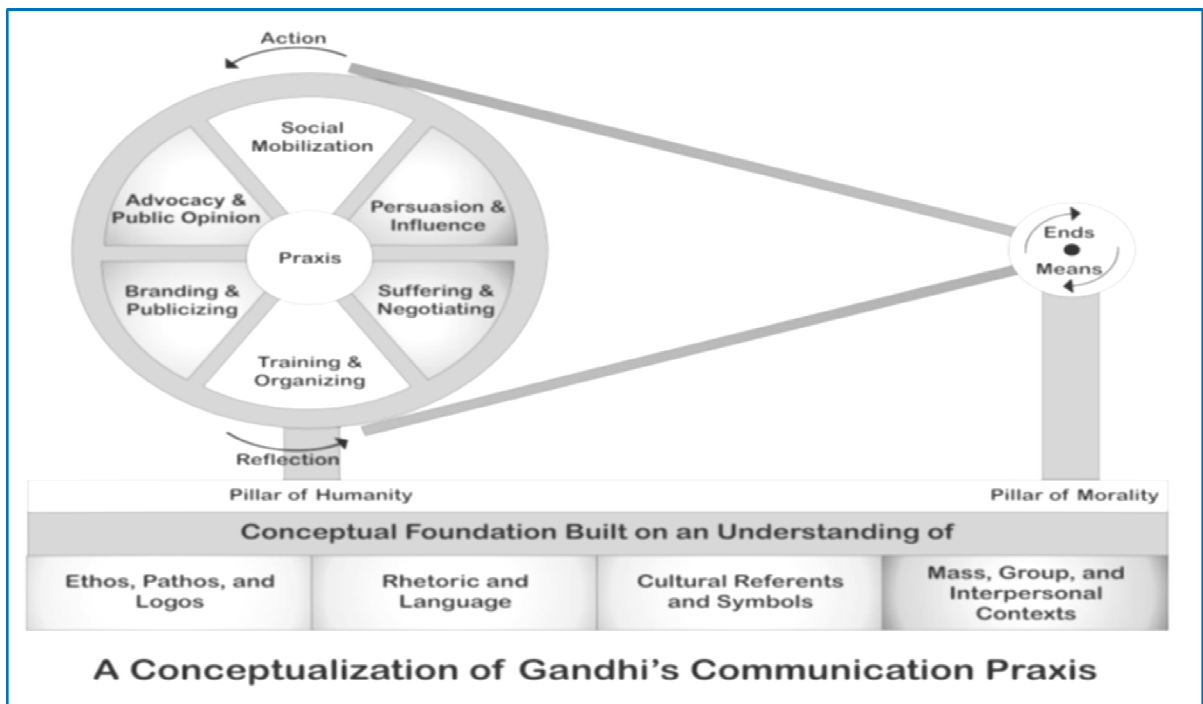 Action
Social
Mobilization
Advocacy &
Public Opinion
Persuasion &
Influence
Praxis
Branding &
Publicizing
Suffering &
Negotiating
Training &
Organizing
Reflection
Ends
Means
Pillar of Humanity
Pillar of Morality
Conceptual Foundation Built on an Understanding of
Ethos, Pathos, and
Logos
Rhetoric and
Language
Cultural Referents
and Symbols
Mass, Group, and
Interpersonal
Contexts
A Conceptualization of Gandhi's Communication Praxis